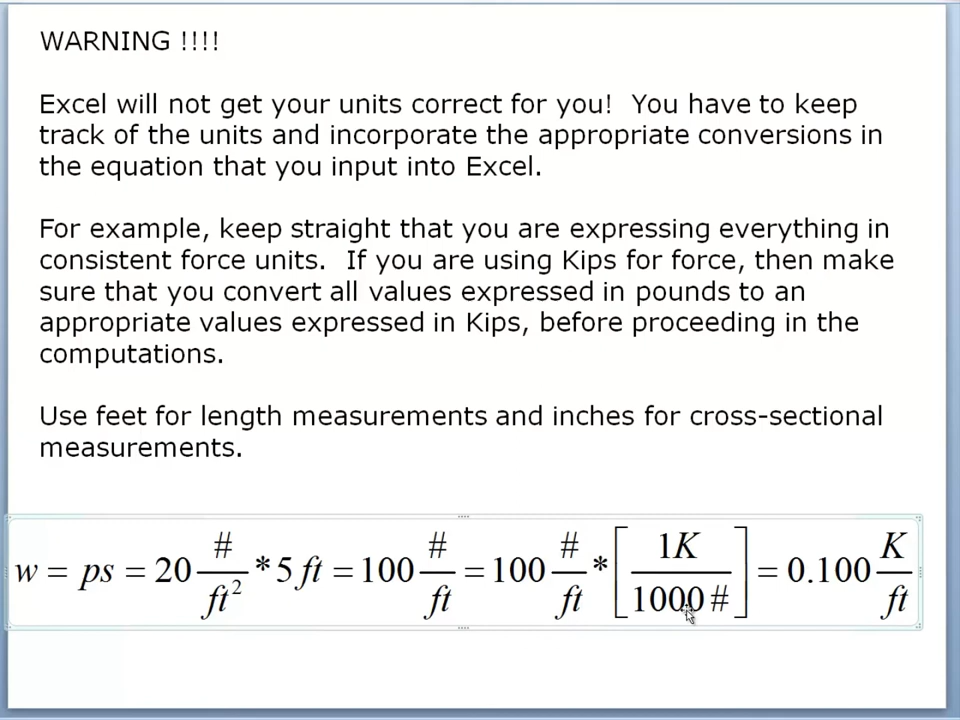 WARNING !!!!
Excel will not get your units correct for you!  You have to keep
track of the units and incorporate the appropriate conversions in
the equation that you input into Excel.
For example, keep straight that you are expressing everything in
consistent force units.  If you are using Kips for force, then make
sure that you convert all values expressed in pounds to an
appropriate values expressed in Kips, before proceeding in the
computations.
Use feet for length measurements and inches for cross-sectional
measurements.
w = ps = 20 #/ft² * 5 ft = 100 #/ft = 100 #/ft * [1K/1000 #] = 0.100 K/ft